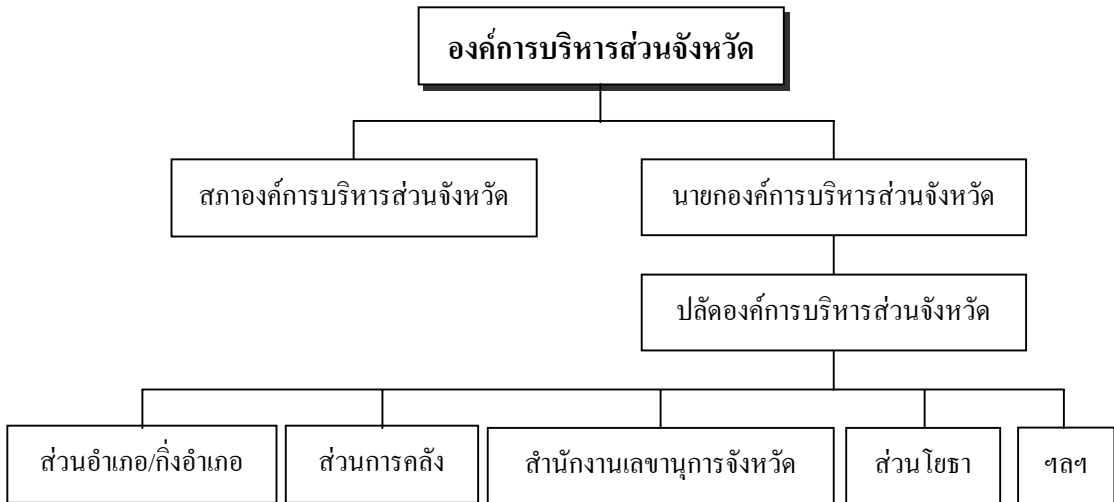 องค์การบริหารส่วนจังหวัด
สภาองค์การบริหารส่วนจังหวัด
นายกองค์การบริหารส่วนจังหวัด
ปลัดองค์การบริหารส่วนจังหวัด
ส่วนอำเภอ/กิ่งอำเภอ
ส่วนการคลัง
สำนักงานเลขานุการจังหวัด
ส่วนโยธา
ฯลฯ